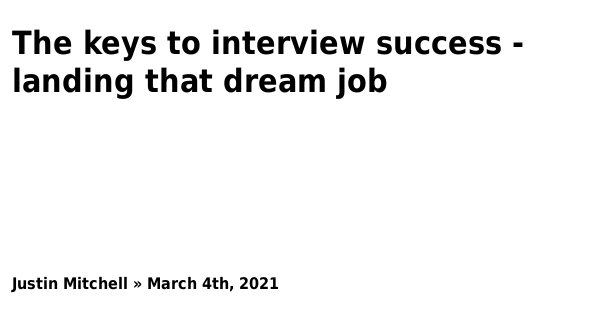 The keys to interview success -
landing that dream job
Justin Mitchell » March 4th, 2021